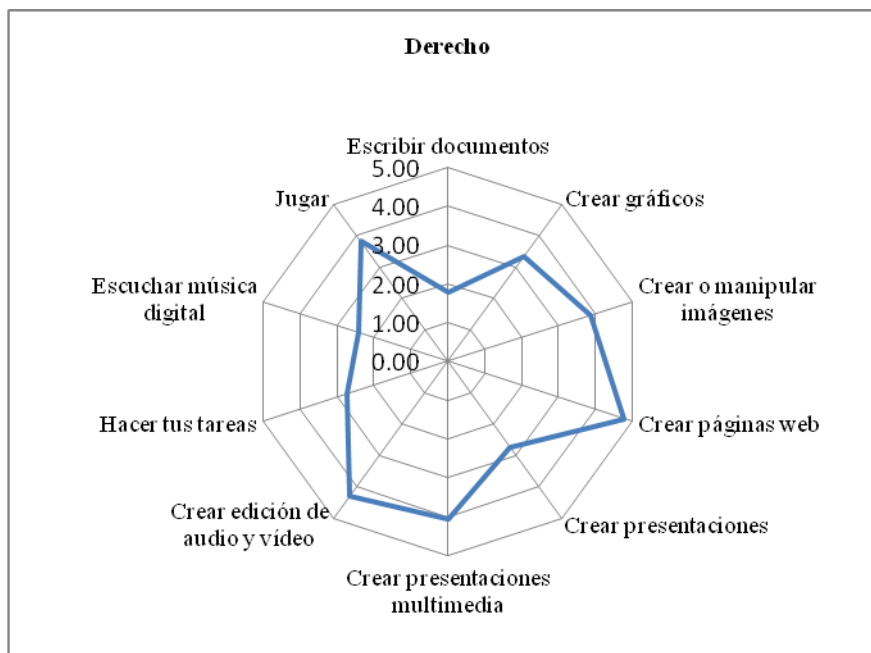 Derecho
Escribir documentos
5.00
4.00
3.00
2.00
1.00
0.00
Crear gráficos
Crear o manipular
imágenes
Crear páginas web
Crear presentaciones
Crear presentaciones
multimedia
Crear edición de
audio y vídeo
Hacer tus tareas
Escuchar música
digital
Jugar